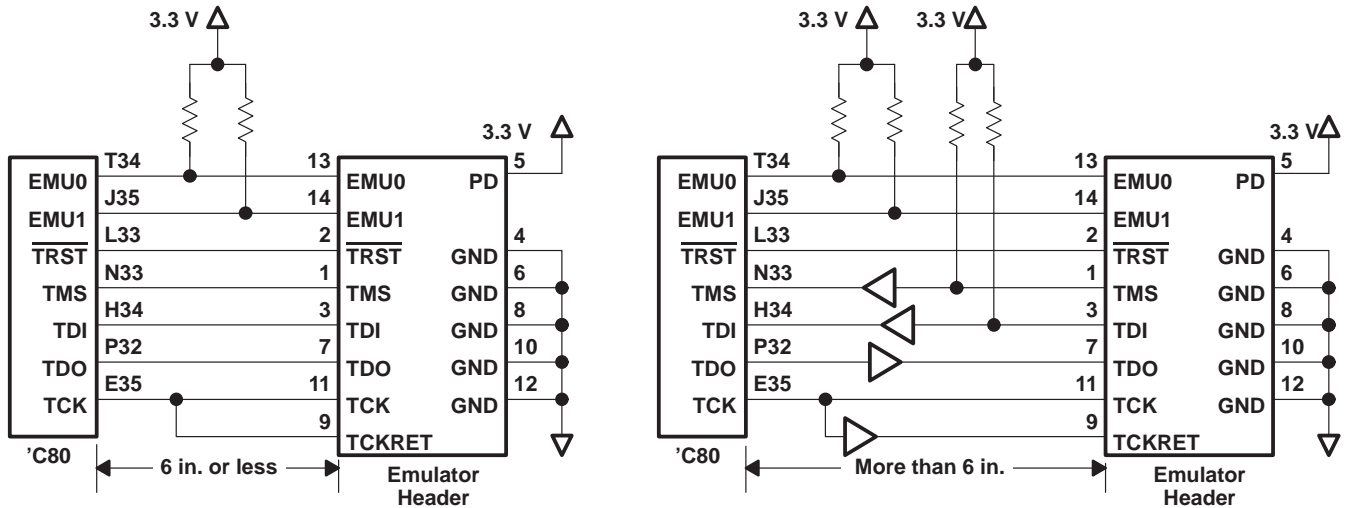 3.3 V
3.3 V
3.3 V
3.3 V
3.3 V
T34
13
5
EMU0
EMU0
PD
J35
14
EMU1
EMU1
L33
2
4
TRST
TRST
GND
N33
1
6
TMS
TMS
GND
H34
3
8
TDI
TDI
GND
P32
7
10
TDO
TDO
GND
E35
11
12
TCK
TCK
GND
9
TCKRET
'C80
6 in. or less
Emulator
Header
T34
13
5
EMU0
EMU0
PD
J35
14
EMU1
EMU1
L33
2
4
TRST
TRST
GND
N33
1
6
TMS
TMS
GND
H34
3
8
TDI
TDI
GND
P32
7
10
TDO
TDO
GND
E35
11
12
TCK
TCK
GND
9
TCKRET
'C80
More than 6 in.
Emulator
Header